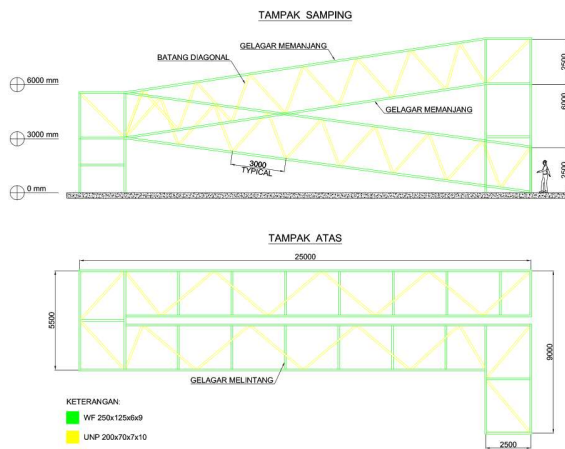 TAMPAK SAMPING
GELAGAR MEMANJANG
BATANG DIAGONAL
GELAGAR MEMANJANG
6000 mm
3000 mm
0 mm
3000
TYPICAL
2500
6000
2500
TAMPAK ATAS
25000
5500
9000
GELAGAR MELINTANG
2500
KETERANGAN:
WF 250x125x6x9
UNP 200x70x7x10